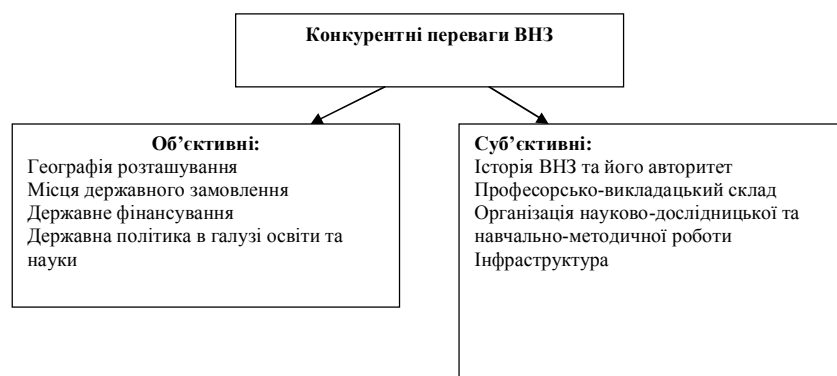 Конкурентні переваги ВНЗ
Об’єктивні:
Географія розташування
Місця державного замовлення
Державне фінансування
Державна політика в галузі освіти та
науки
Суб’єктивні:
Історія ВНЗ та його авторитет
Професорсько-викладацький склад
Організація науково-дослідницької та
навчально-методичної роботи
Інфраструктура